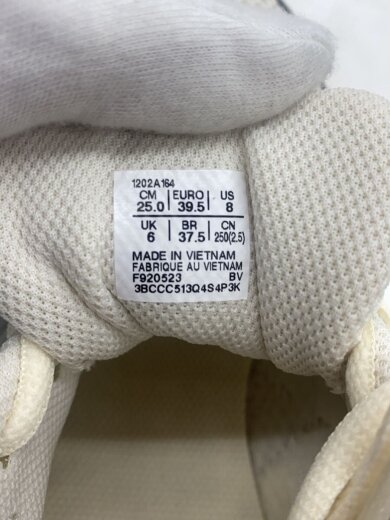 1202A164
CM EURO US
25.0 39.5 8
UK BR CN
6 37.5 250(2.5)
MADE IN VIETNAM
FABRIQUE AU VIETNAM
F920523 BV
3BCCC513Q4S4P3K